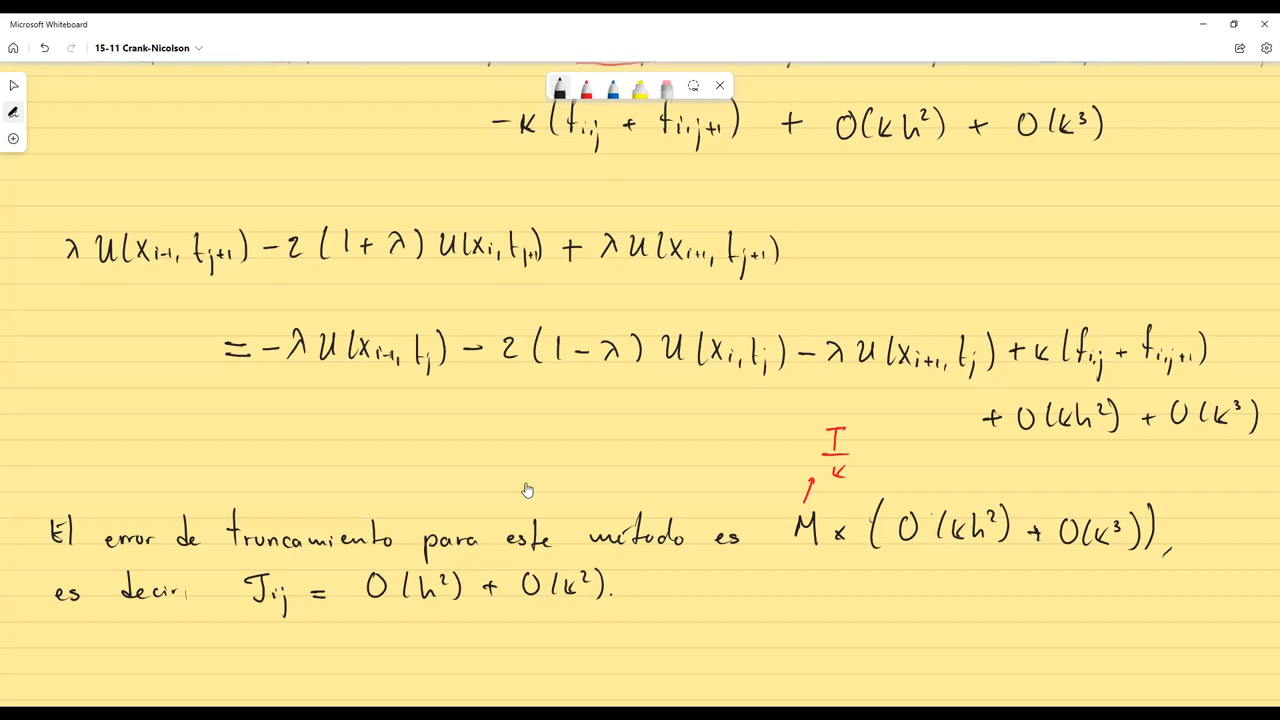 Microsoft Whiteboard
15-11 Crank-Nicolson
-k(f_{i,j} + f_{i,j+1}) + O(kh²) + O(k³)
λ U(x_{i-1}, t_{j+1}) - 2(1+λ) U(x_i, t_{j+1}) + λ U(x_{i+1}, t_{j+1})
= -λ U(x_{i-1}, t_j) - 2(1-λ) U(x_i, t_j) - λ U(x_{i+1}, t_j) + k(f_{i,j} + f_{i,j+1})
+ O(kh²) + O(k³)
T
k
El error de truncamiento para este método es M × (O(kh²) + O(k³)),
es decir, T_{ij} = O(h²) + O(k²).